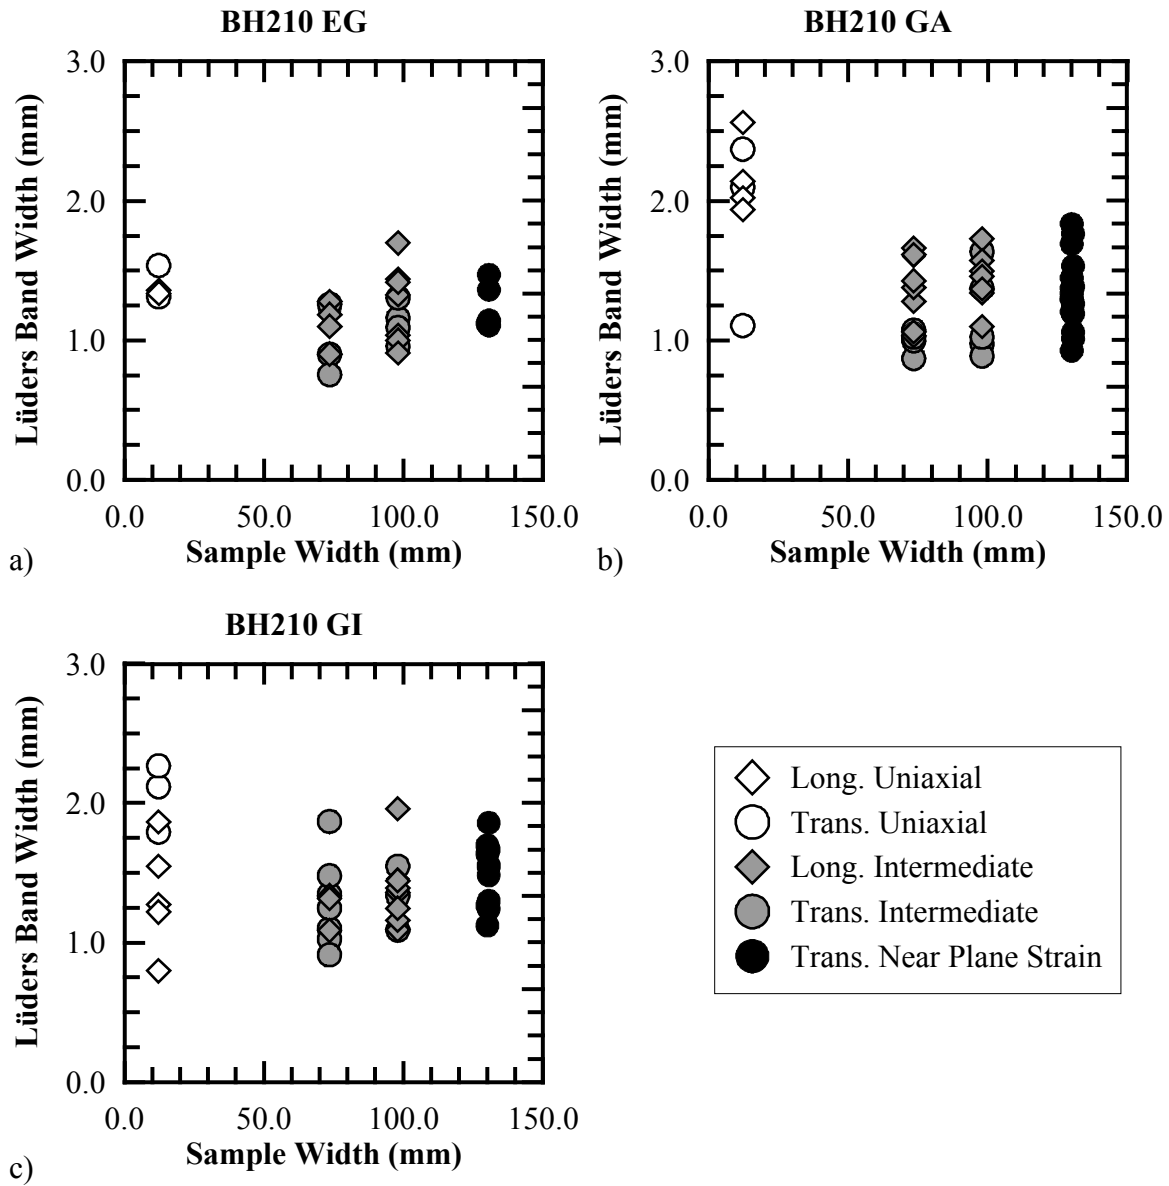 BH210 EG
3.0
2.0
1.0
0.0
Lüders Band Width (mm)
0.0 50.0 100.0 150.0
Sample Width (mm)
a)
BH210 GA
3.0
2.0
1.0
0.0
Lüders Band Width (mm)
0.0 50.0 100.0 150.0
Sample Width (mm)
b)
BH210 GI
3.0
2.0
1.0
0.0
Lüders Band Width (mm)
0.0 50.0 100.0 150.0
Sample Width (mm)
c)
Long. Uniaxial
Trans. Uniaxial
Long. Intermediate
Trans. Intermediate
Trans. Near Plane Strain